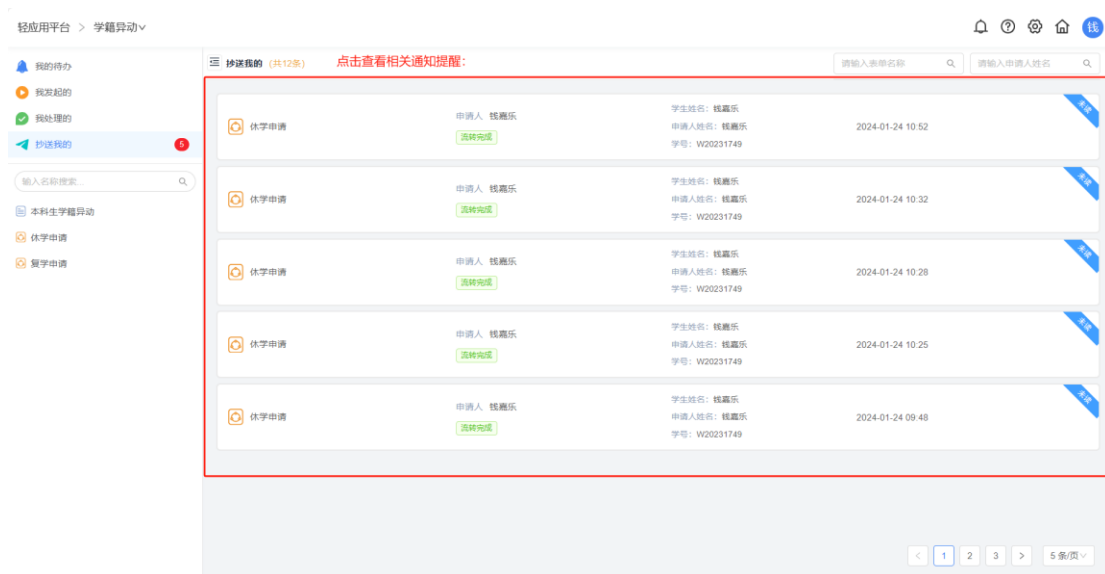 轻应用平台 > 学籍异动
钱
我的待办
我发起的
我处理的
抄送我的 5
输入名称搜索...
本科生学籍异动
休学申请
复学申请
抄送我的 (共12条) 点击查看相关通知提醒： 请输入表单名称 请输入申请人姓名
休学申请
申请人 钱嘉乐
流转完成
学生姓名：钱嘉乐
申请人姓名：钱嘉乐
学号：W20231749
2024-01-24 10:52
未读
休学申请
申请人 钱嘉乐
流转完成
学生姓名：钱嘉乐
申请人姓名：钱嘉乐
学号：W20231749
2024-01-24 10:32
未读
休学申请
申请人 钱嘉乐
流转完成
学生姓名：钱嘉乐
申请人姓名：钱嘉乐
学号：W20231749
2024-01-24 10:28
未读
休学申请
申请人 钱嘉乐
流转完成
学生姓名：钱嘉乐
申请人姓名：钱嘉乐
学号：W20231749
2024-01-24 10:25
未读
休学申请
申请人 钱嘉乐
流转完成
学生姓名：钱嘉乐
申请人姓名：钱嘉乐
学号：W20231749
2024-01-24 09:48
未读
< 1 2 3 > 5 条/页